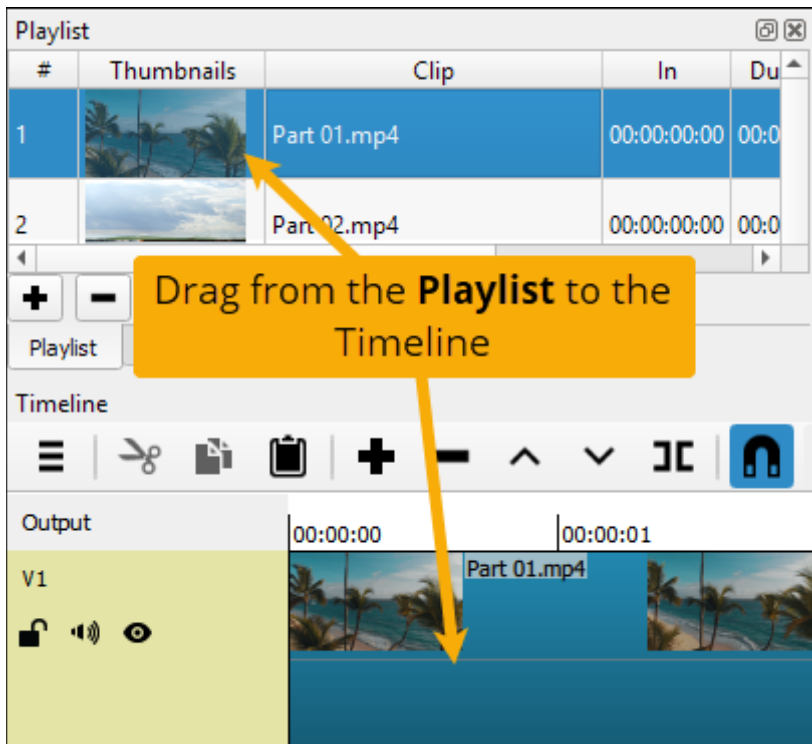 Playlist
# Thumbnails Clip In Du
1 Part 01.mp4 00:00:00:00 00:0
2 Part 02.mp4 00:00:00:00 00:0
Drag from the Playlist to the
Timeline
Playlist
Timeline
Output 00:00:00 00:00:01
V1 Part 01.mp4